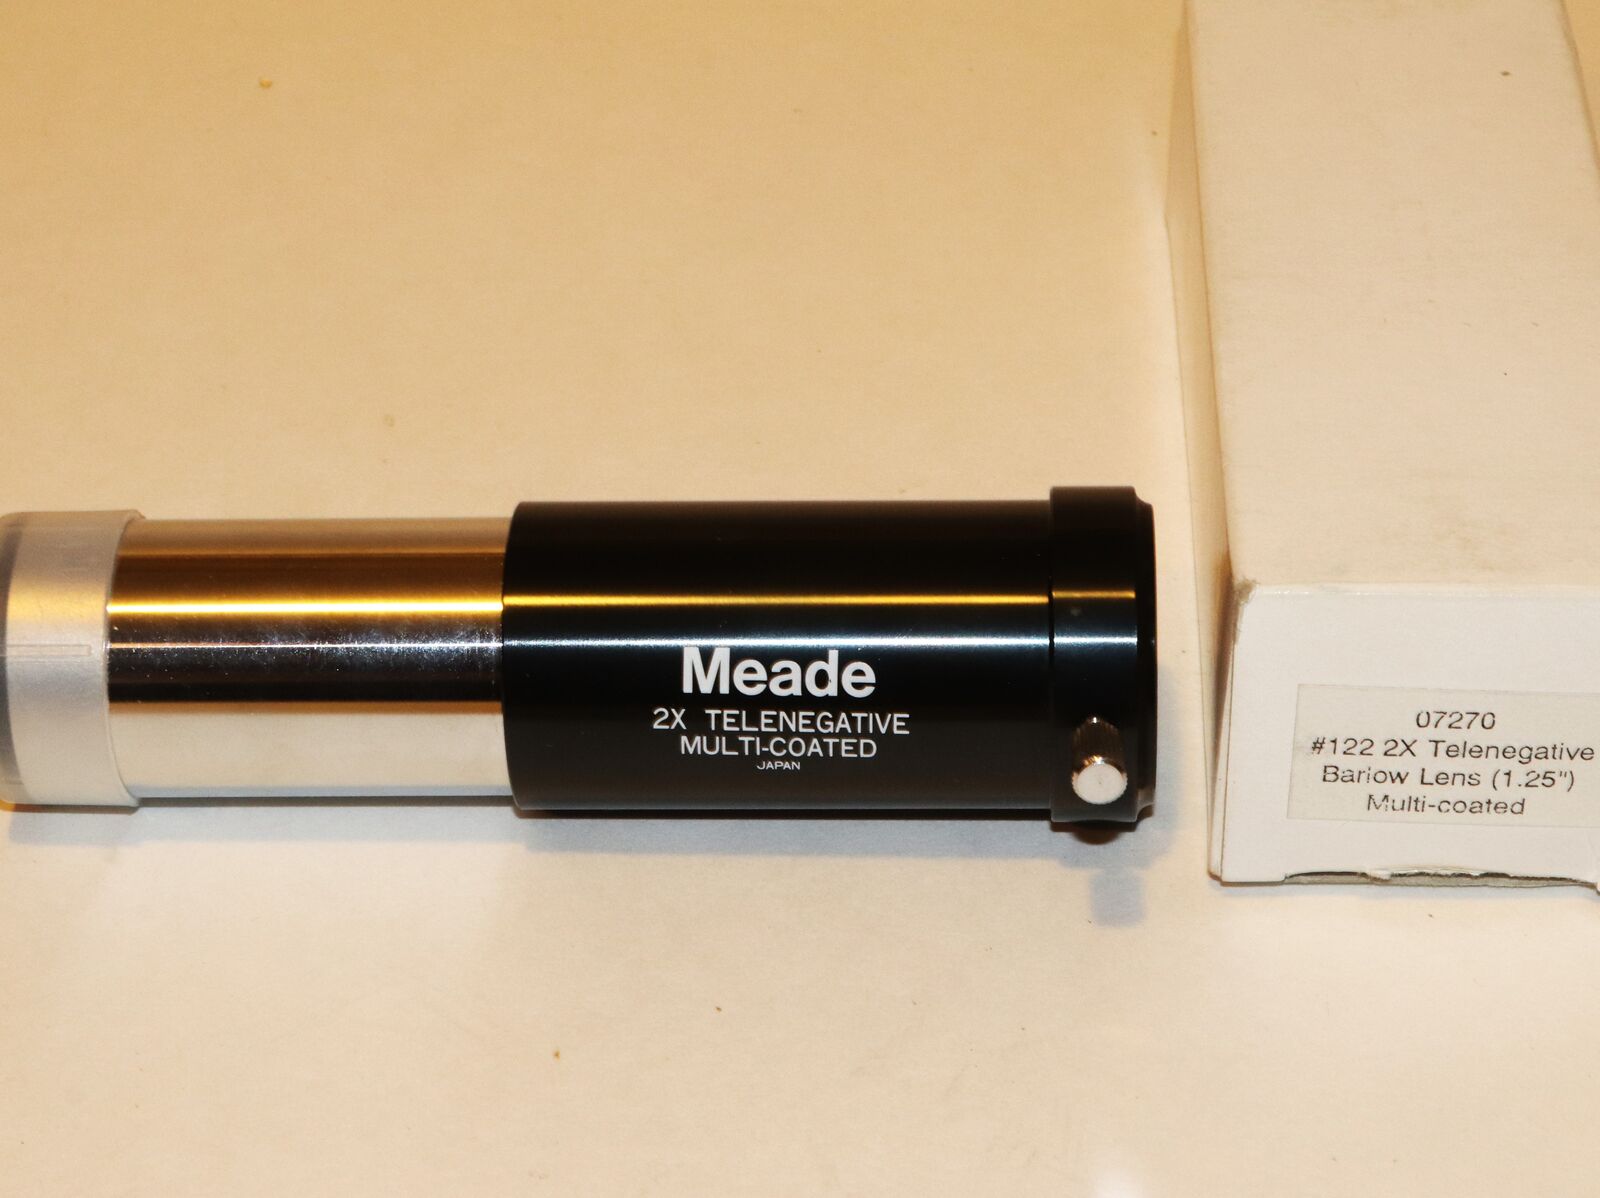 Meade
2X TELENEGATIVE
MULTI-COATED
JAPAN
07270
#122 2X Telenegative
Barlow Lens (1.25")
Multi-coated